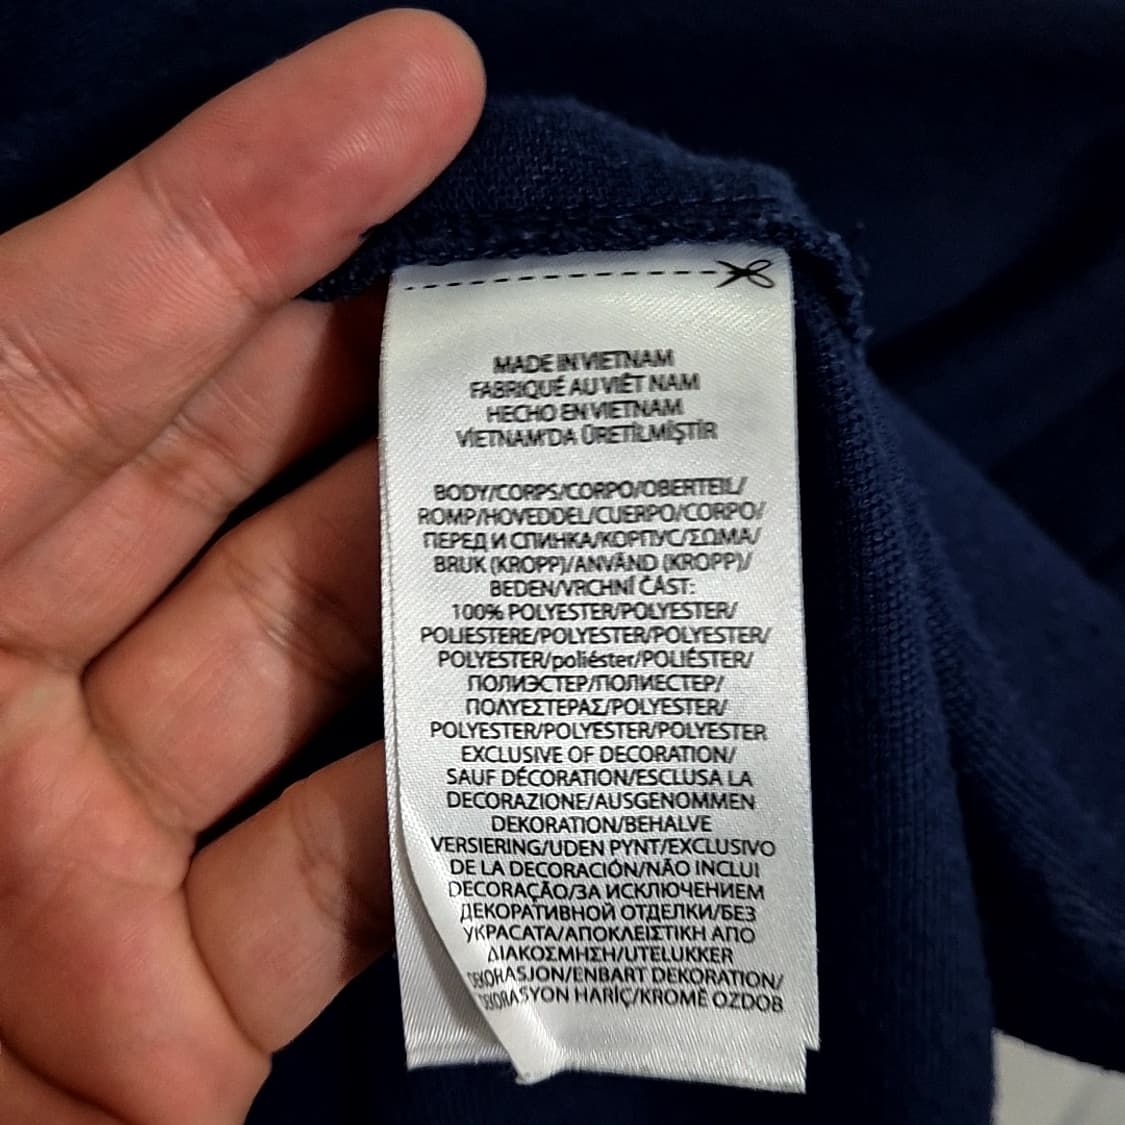 MADE IN VIETNAM
FABRIQUÉ AU VIÊT NAM
HECHO EN VIETNAM
VİETNAM'DA ÜRETİLMİŞTİR
BODY/CORPS/CORPO/OBERTEIL/
ROMP/HOVEDDEL/CUERPO/CORPO/
ПЕРЕД И СПИНКА/КОРПУС/ΣΩΜΑ/
BRUK (KROPP)/ANVÄND (KROPP)/
BEDEN/VRCHNÍ ČÁST:
100% POLYESTER/POLYESTER/
POLIESTERE/POLYESTER/POLYESTER/
POLYESTER/poliéster/POLIÉSTER/
ПОЛИЭСТЕР/ПОЛИЕСТЕР/
ΠΟΛΥΕΣΤΕΡΑΣ/POLYESTER/
POLYESTER/POLYESTER/POLYESTER
EXCLUSIVE OF DECORATION/
SAUF DÉCORATION/ESCLUSA LA
DECORAZIONE/AUSGENOMMEN
DEKORATION/BEHALVE
VERSIERING/UDEN PYNT/EXCLUSIVO
DE LA DECORACIÓN/NÃO INCLUI
DECORAÇÃO/ЗА ИСКЛЮЧЕНИЕМ
ДЕКОРАТИВНОЙ ОТДЕЛКИ/БЕЗ
УКРАСАТА/ΑΠΟΚΛΕΙΣΤΙΚΗ ΑΠΟ
ΔΙΑΚΟΣΜΗΣΗ/UTELUKKER
DEKORASJON/ENBART DEKORATION/
DEKORASYON HARİÇ/KROMĚ OZDOB